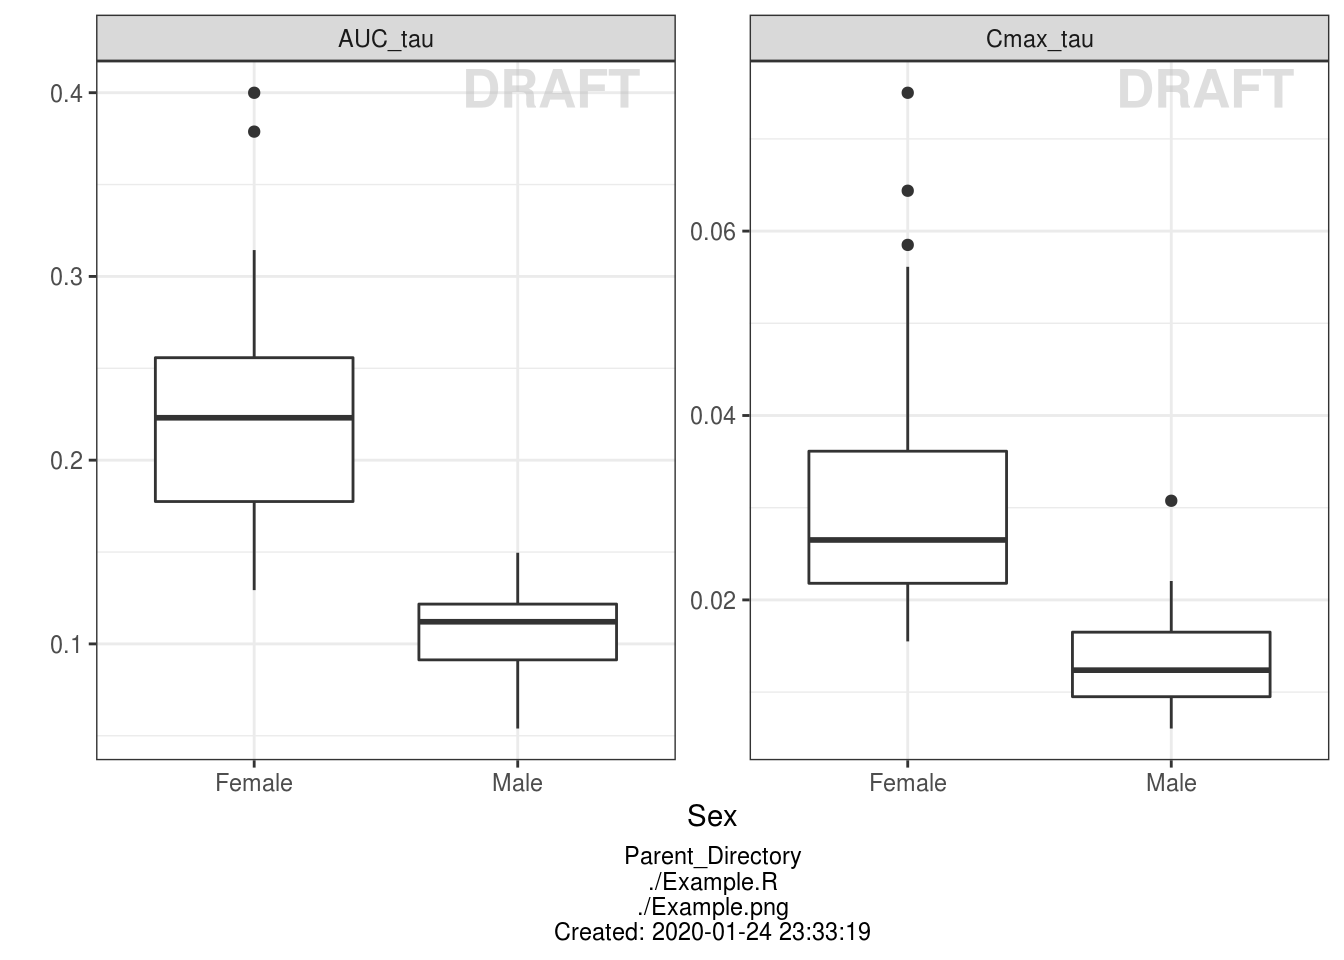 AUC_tau
DRAFT
0.4
0.3
0.2
0.1
Female Male
Cmax_tau
DRAFT
0.06
0.04
0.02
Female Male
Sex
Parent_Directory
./Example.R
./Example.png
Created: 2020-01-24 23:33:19